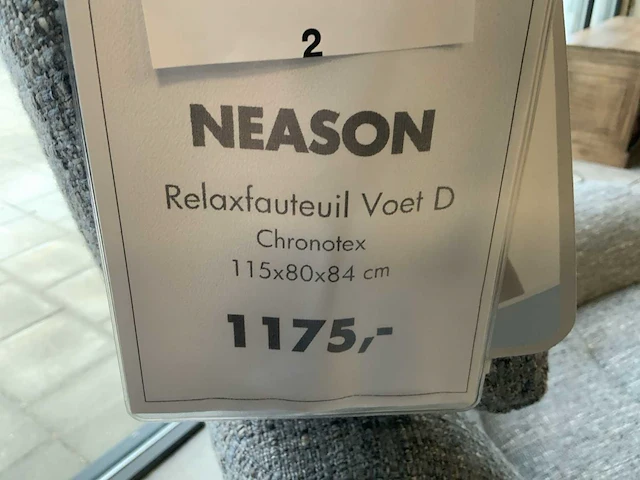 2
NEASON
Relaxfauteuil Voet D
Chronotex
115x80x84 cm
1175,-